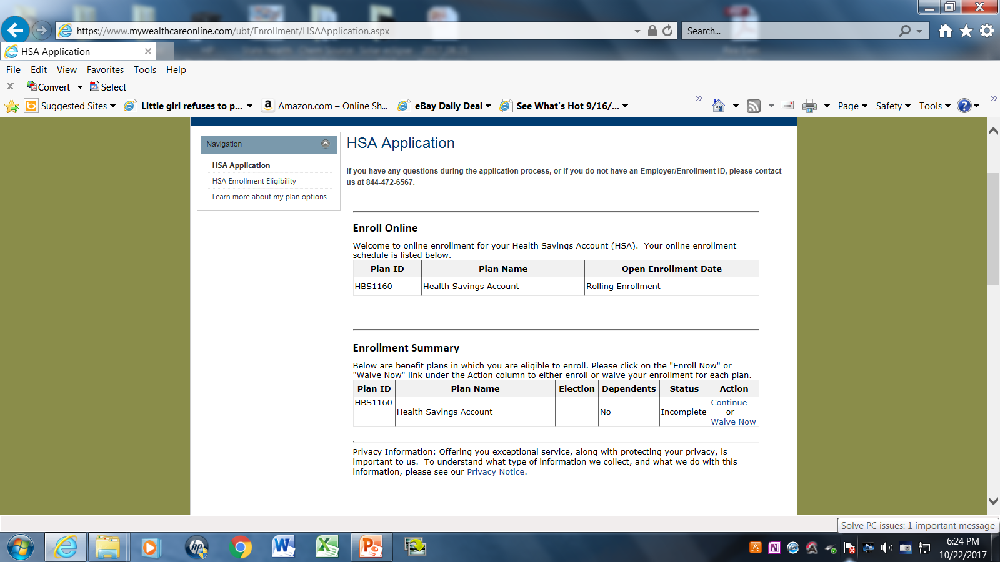 https://www.mywealthcareonline.com/ubt/Enrollment/HSAApplication.aspx
Search...
HSA Application
File Edit View Favorites Tools Help
Convert Select
Suggested Sites Little girl refuses to p... Amazon.com – Online Sh... eBay Daily Deal See What's Hot 9/16/... Page Safety Tools
Navigation
HSA Application
HSA Enrollment Eligibility
Learn more about my plan options
HSA Application
If you have any questions during the application process, or if you do not have an Employer/Enrollment ID, please contact
us at 844-472-6567.
Enroll Online
Welcome to online enrollment for your Health Savings Account (HSA). Your online enrollment
schedule is listed below.
Plan ID Plan Name Open Enrollment Date
HBS1160 Health Savings Account Rolling Enrollment
Enrollment Summary
Below are benefit plans in which you are eligible to enroll. Please click on the "Enroll Now" or
"Waive Now" link under the Action column to either enroll or waive your enrollment for each plan.
Plan ID Plan Name Election Dependents Status Action
HBS1160 Health Savings Account No Incomplete Continue
- or -
Waive Now
Privacy Information: Offering you exceptional service, along with protecting your privacy, is
important to us. To understand what type of information we collect, and what we do with this
information, please see our Privacy Notice.
Solve PC issues: 1 important message
6:24 PM
10/22/2017